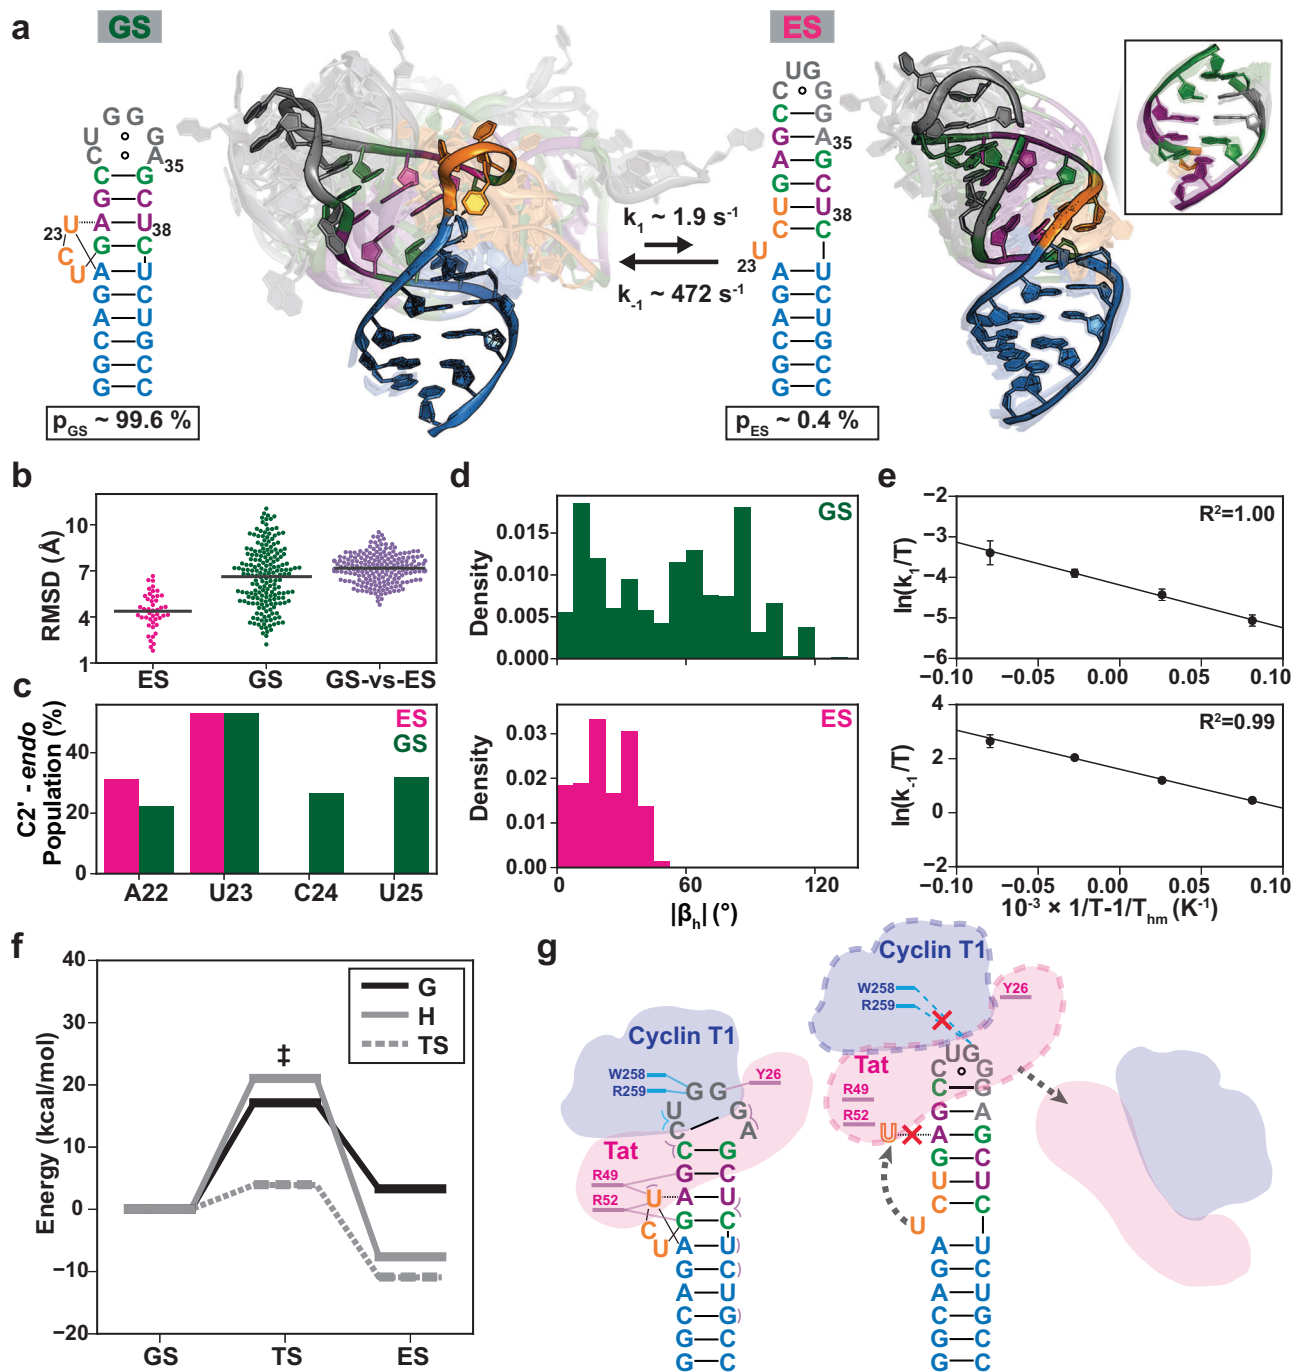 a
GS
G G
U G
C A 35
C G
G C
U A U
23 G C 38
C U A U
G C
A U
C G
G C
G C
pGS ~ 99.6 %
k1 ~ 1.9 s-1
k-1 ~ 472 s-1
ES
U G
C G
C G
G A 35
A G
G C
U U 38
C C
U
23 A U
G C
A U
C G
G C
G C
pES ~ 0.4 %
b
RMSD (Å)
10
7
4
1
ES GS GS-vs-ES
c
C2' - endo
Population (%)
40
20
0
ES
GS
A22 U23 C24 U25
d
Density
0.015
0.010
0.005
0.000
GS
Density
0.03
0.02
0.01
0.00
ES
0 60 120
|βh| (°)
e
ln(k1/T)
−2
−3
−4
−5
−6
R2=1.00
−0.10 −0.05 0.00 0.05 0.10
ln(k-1/T)
4
2
0
−2
R2=0.99
−0.10 −0.05 0.00 0.05 0.10
10-3 × 1/T-1/Thm (K-1)
f
Energy (kcal/mol)
40
30
20
10
0
−10
−20
G
H
TS
‡
GS TS ES
g
Cyclin T1
W258
R259
Y26
Tat
R49
R52
G G
U G
C A
C G
G C
U A U
C U G C
A U
G C
A U
C G
G C
G C
Cyclin T1
W258
R259
Y26
Tat
R49
R52
U G
C G
C G
G A
U A G
G C
U U
C C
U
A U
G C
A U
C G
G C
G C